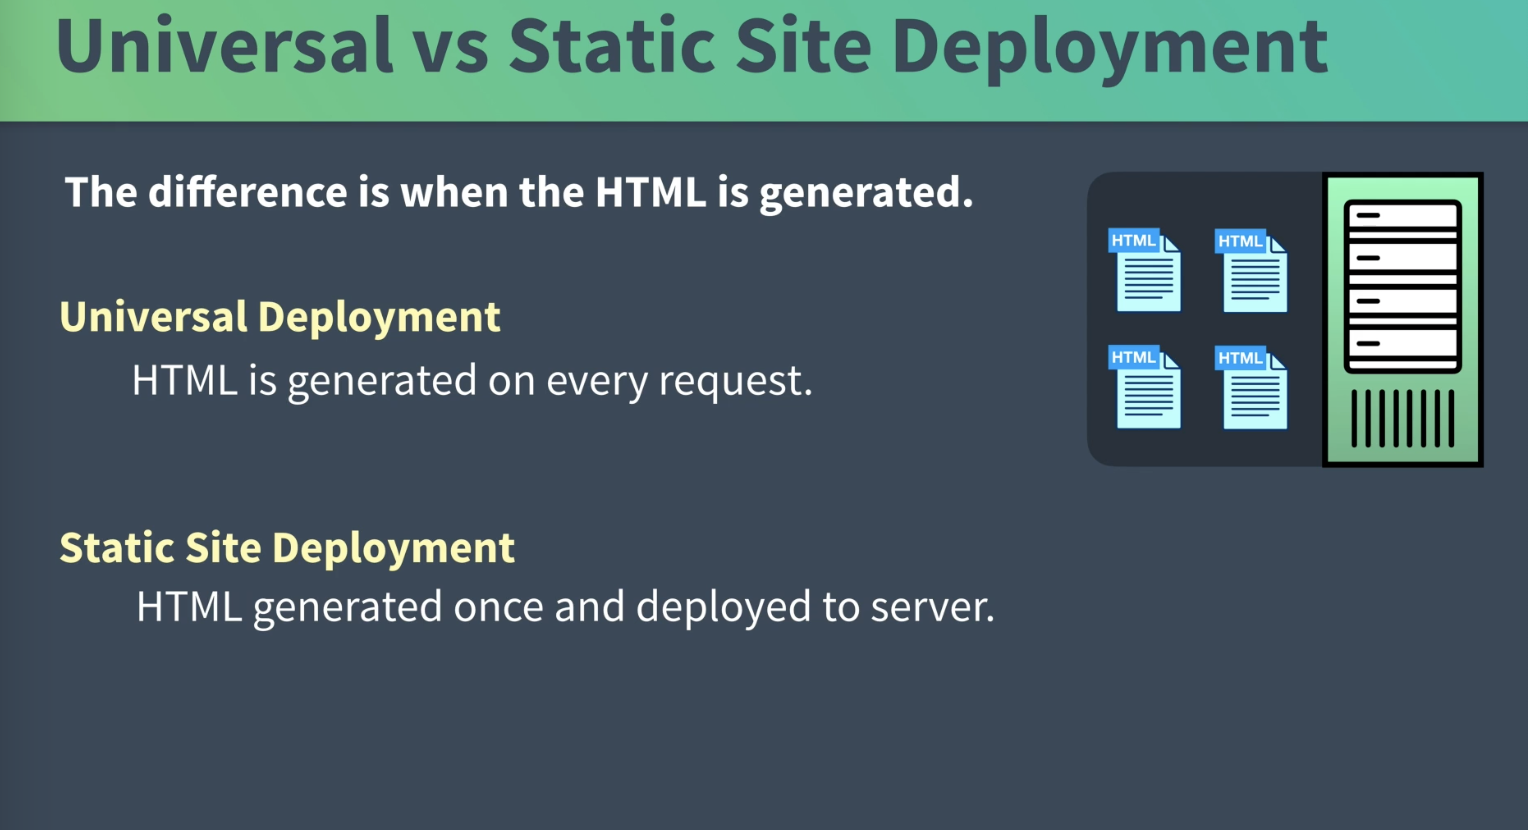 Universal vs Static Site Deployment
The difference is when the HTML is generated.
Universal Deployment
HTML is generated on every request.
Static Site Deployment
HTML generated once and deployed to server.
HTML
HTML
HTML
HTML